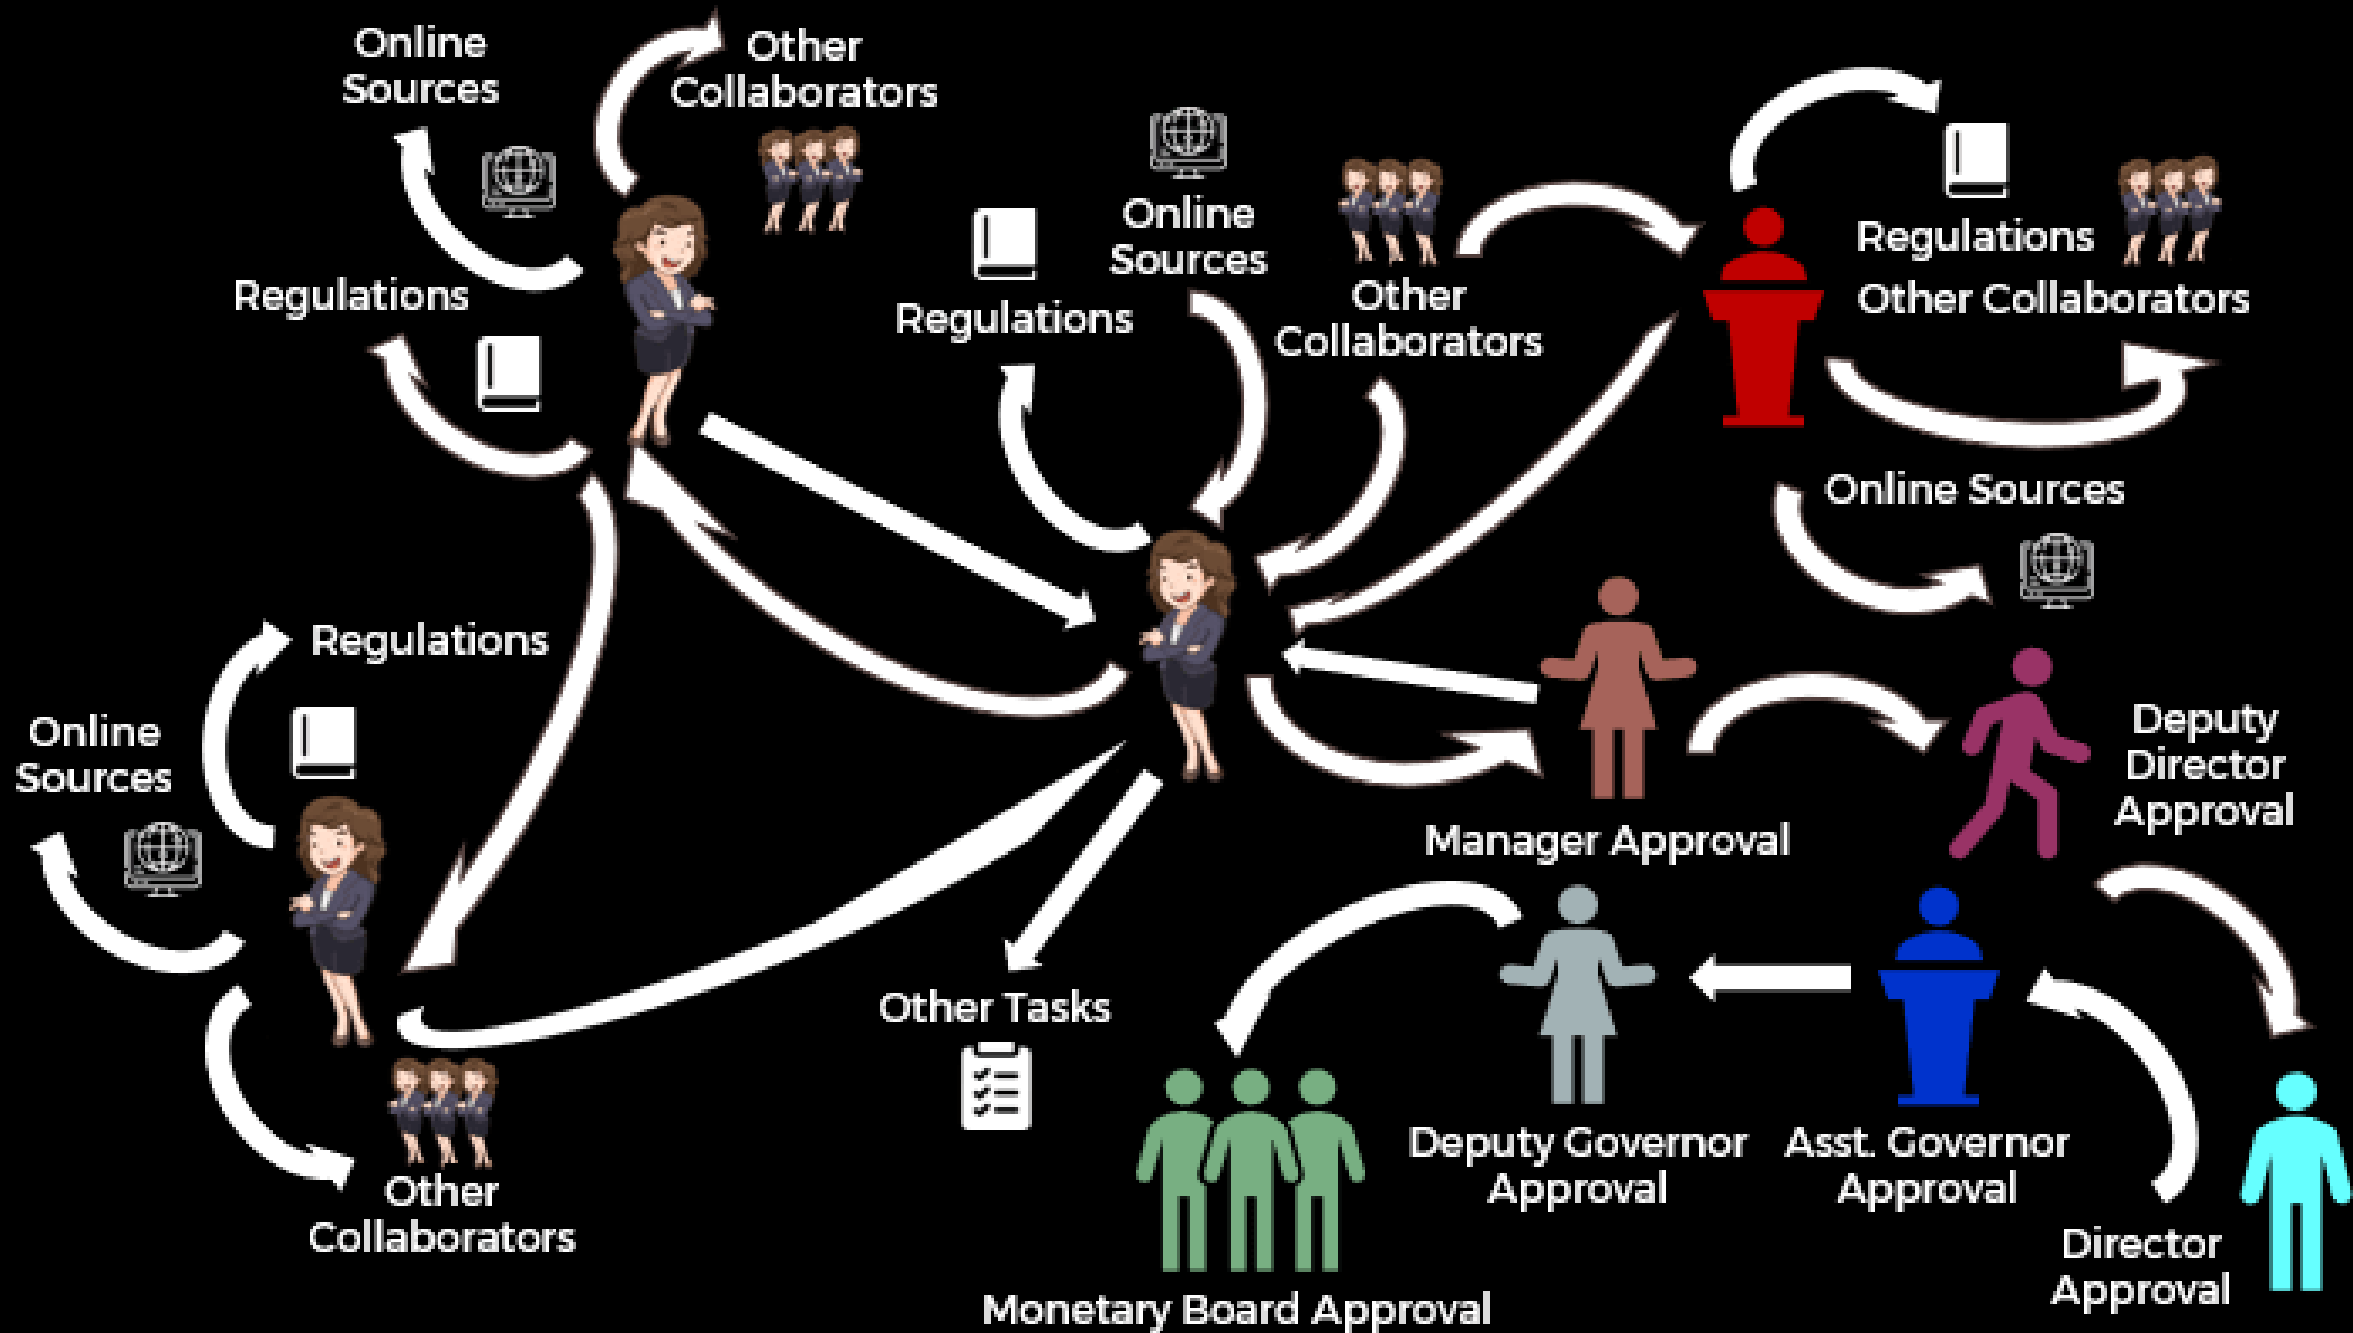 Online
Sources
Other
Collaborators
Regulations
Regulations
Online
Sources
Other
Collaborators
Regulations
Other Collaborators
Online Sources
Regulations
Online
Sources
Other
Collaborators
Other Tasks
Manager Approval
Deputy
Director
Approval
Deputy Governor
Approval
Asst. Governor
Approval
Director
Approval
Monetary Board Approval